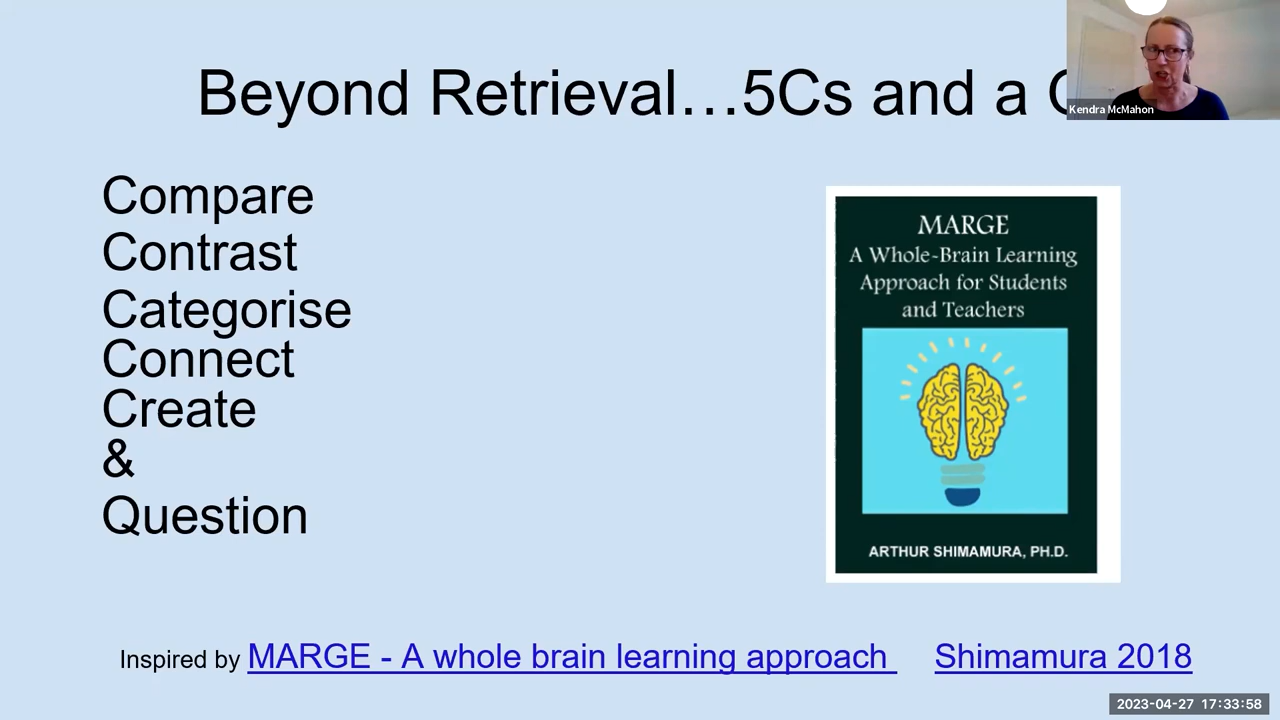 Beyond Retrieval…5Cs and a
Kendra McMahon
Compare
Contrast
Categorise
Connect
Create
&
Question
MARGE
A Whole-Brain Learning
Approach for Students
and Teachers
ARTHUR SHIMAMURA, PH.D.
Inspired by MARGE - A whole brain learning approach Shimamura 2018
2023-04-27 17:33:58